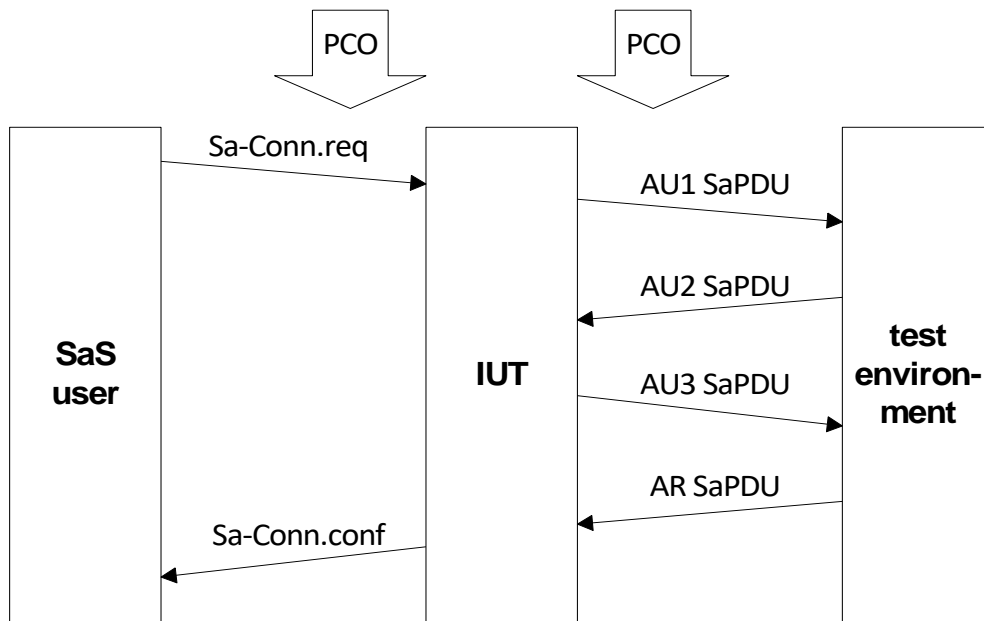 PCO
PCO
Sa-Conn.req
AU1 SaPDU
AU2 SaPDU
SaS
user
IUT
test
environ-
ment
AU3 SaPDU
AR SaPDU
Sa-Conn.conf